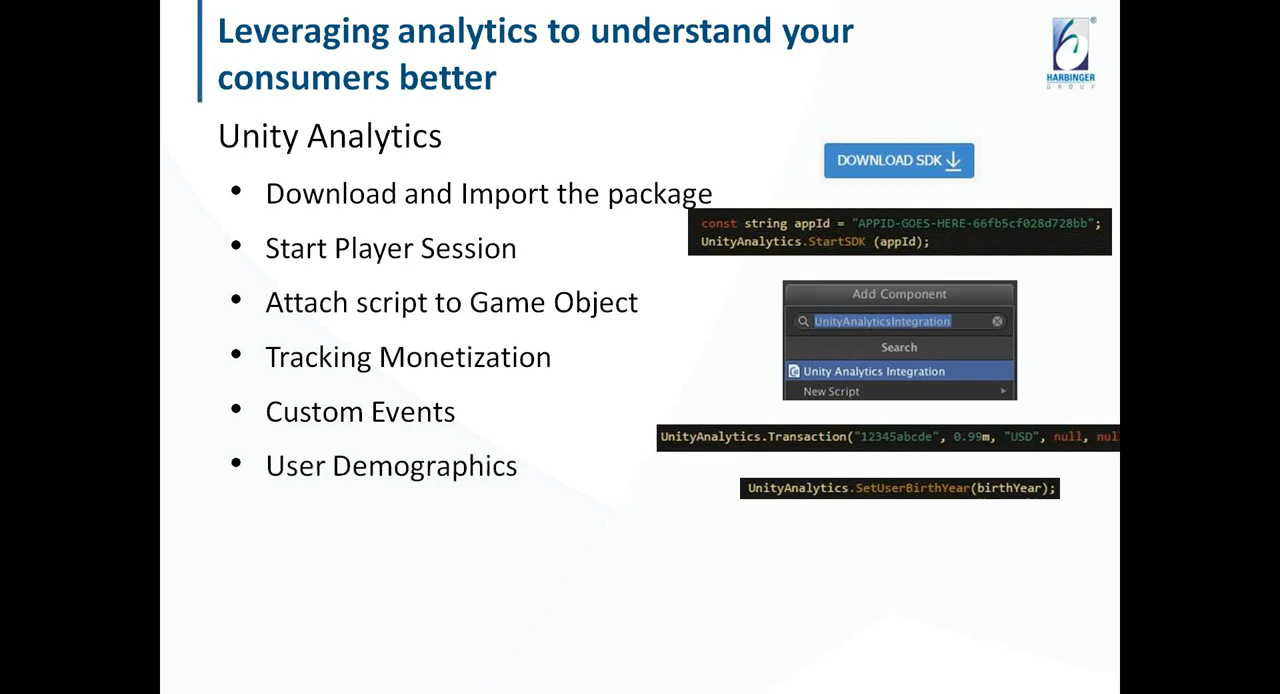 Leveraging analytics to understand your
consumers better
®
HARBINGER
GROUP
Unity Analytics
DOWNLOAD SDK
• Download and Import the package
const string appId = "APPID-GOES-HERE-66fb5cf028d728bb";
UnityAnalytics.StartSDK (appId);
• Start Player Session
Add Component
• Attach script to Game Object
UnityAnalyticsIntegration
Search
• Tracking Monetization
Unity Analytics Integration
New Script
• Custom Events
UnityAnalytics.Transaction("12345abcde", 0.99m, "USD", null, nul
• User Demographics
UnityAnalytics.SetUserBirthYear(birthYear);